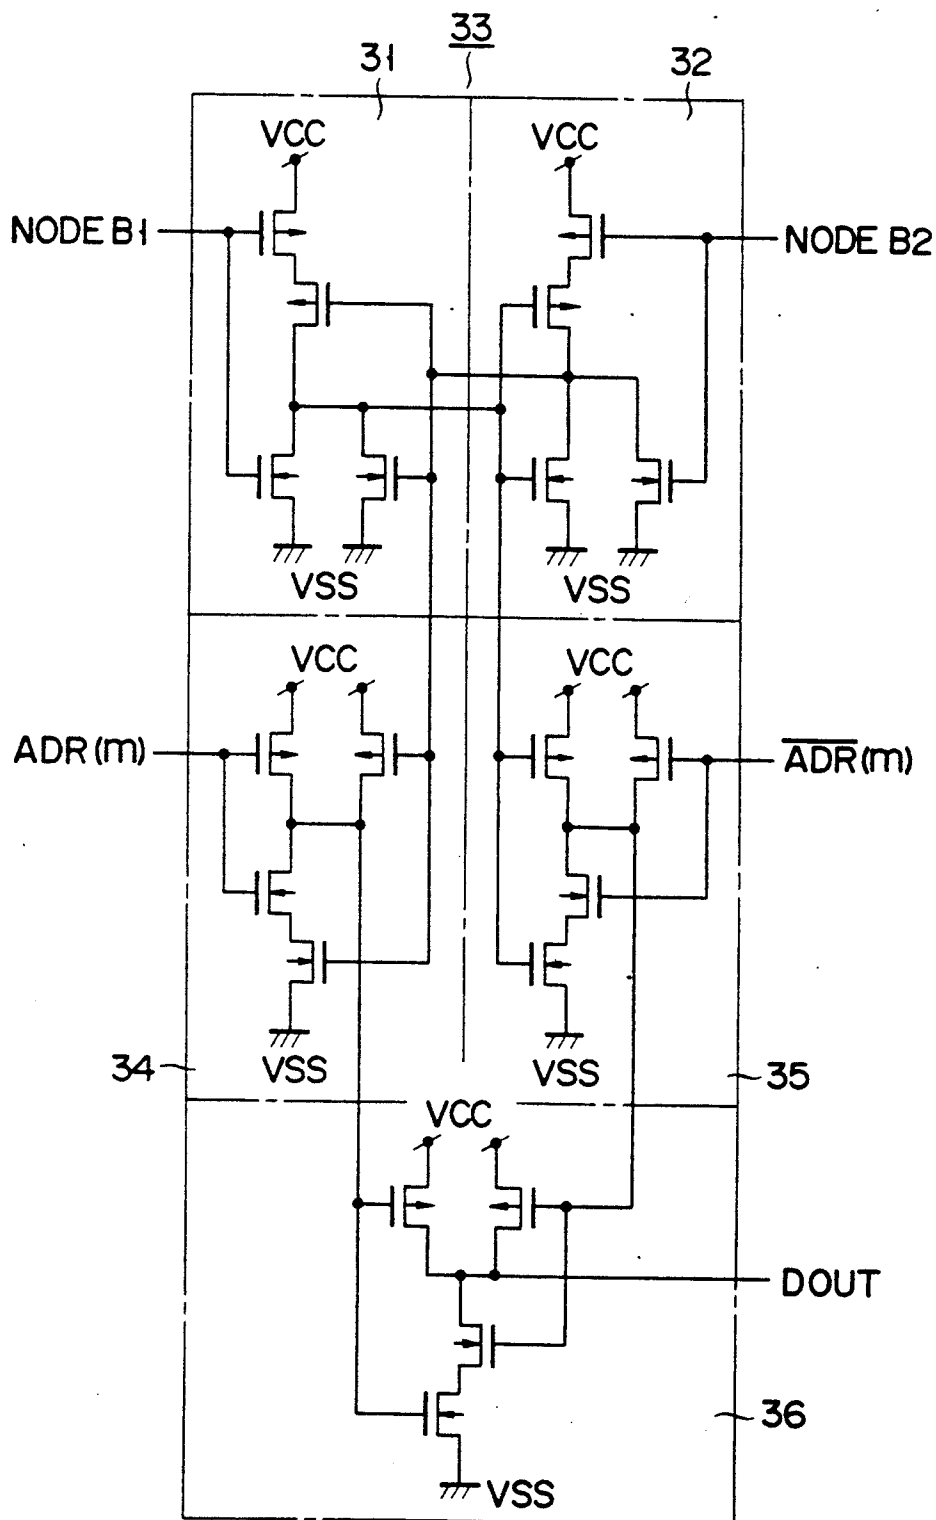 33
31
32
VCC
VCC
NODE B1
NODE B2
VSS
VSS
VCC
VCC
ADR(m)
A̅D̅R̅(m)
34
VSS
VSS
35
VCC
DOUT
36
VSS